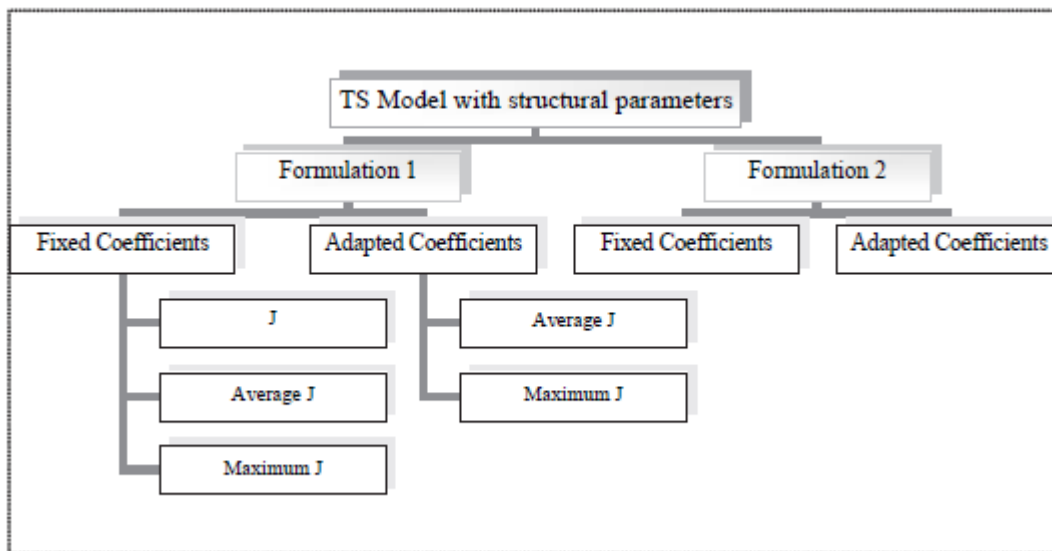 TS Model with structural parameters
Formulation 1
Formulation 2
Fixed Coefficients
Adapted Coefficients
Fixed Coefficients
Adapted Coefficients
J
Average J
Average J
Maximum J
Maximum J